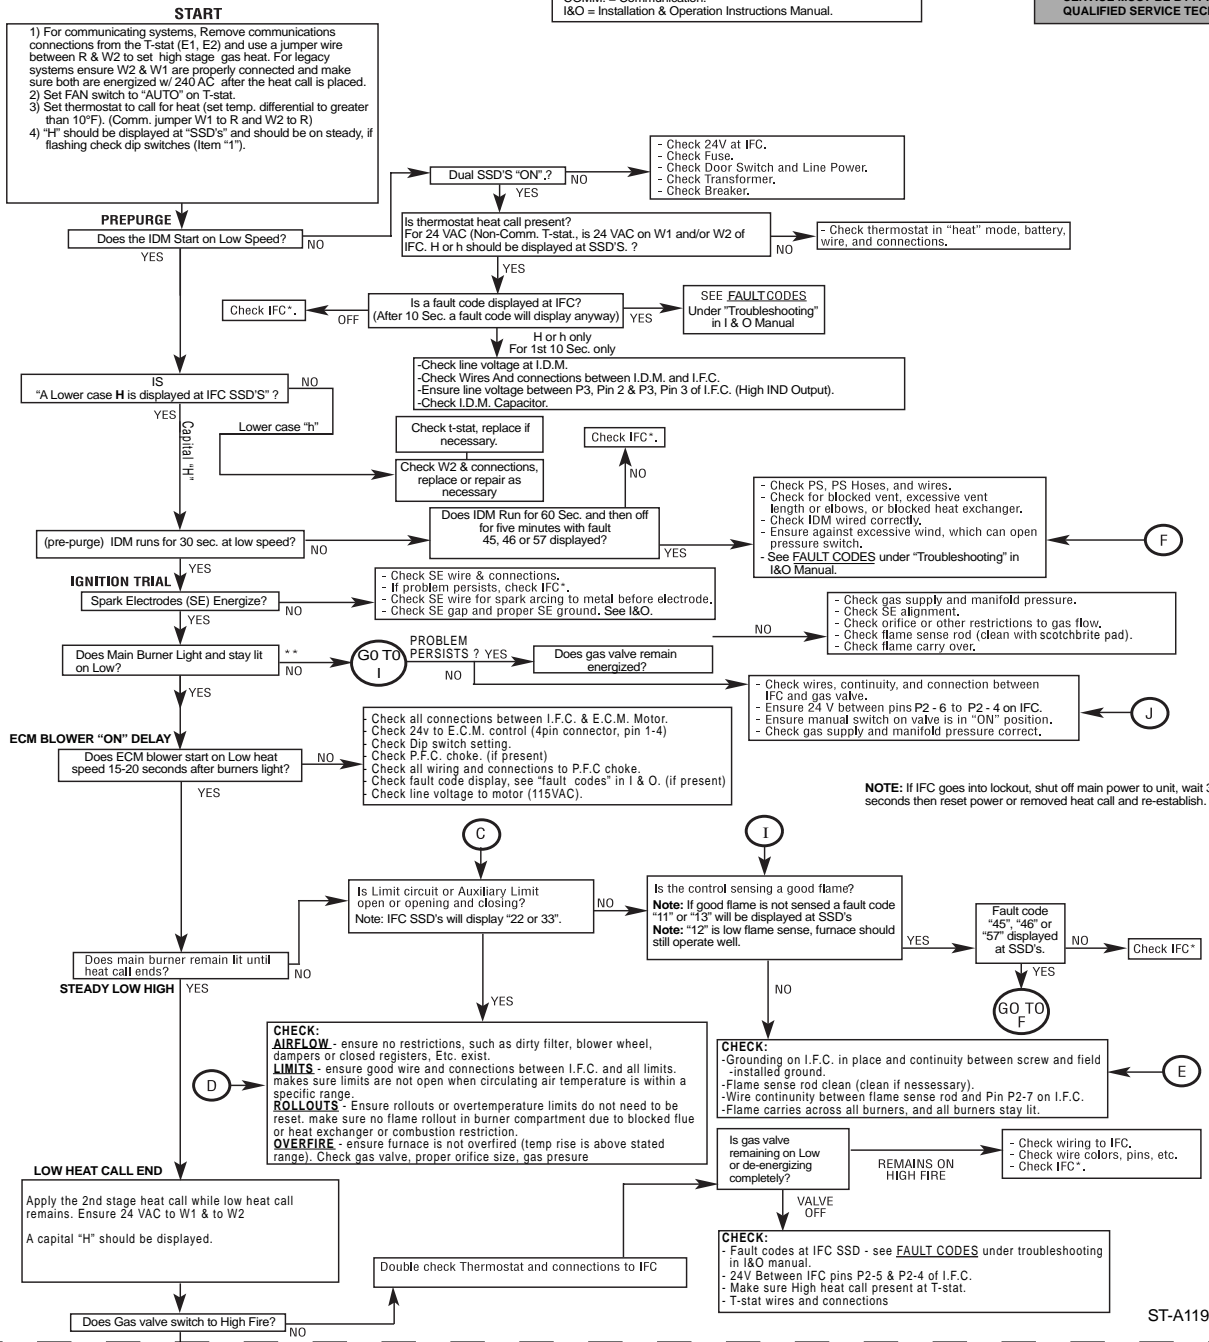 COMM. = Communication.
I&O = Installation & Operation Instructions Manual.
QUALIFIED SERVICE TECH
START
1) For communicating systems, Remove communications
connections from the T-stat (E1, E2) and use a jumper wire
between R & W2 to set high stage gas heat. For legacy
systems ensure W2 & W1 are properly connected and make
sure both are energized w/ 240 AC after the heat call is placed.
2) Set FAN switch to "AUTO" on T-stat.
3) Set thermostat to call for heat (set temp. differential to greater
than 10°F). (Comm. jumper W1 to R and W2 to R)
4) "H" should be displayed at "SSD's" and should be on steady, if
flashing check dip switches (Item "1").
Dual SSD'S "ON".?
NO
YES
- Check 24V at IFC.
- Check Fuse.
- Check Door Switch and Line Power.
- Check Transformer.
- Check Breaker.
PREPURGE
Does the IDM Start on Low Speed?
NO
YES
Is thermostat heat call present?
For 24 VAC (Non-Comm. T-stat., is 24 VAC on W1 and/or W2 of
IFC. H or h should be displayed at SSD'S. ?
NO
YES
- Check thermostat in "heat" mode, battery,
wire, and connections.
Check IFC*.
OFF
Is a fault code displayed at IFC?
(After 10 Sec. a fault code will display anyway)
YES
SEE FAULT CODES
Under "Troubleshooting"
in I & O Manual
H or h only
For 1st 10 Sec. only
-Check line voltage at I.D.M.
-Check Wires And connections between I.D.M. and I.F.C.
-Ensure line voltage between P3, Pin 2 & P3, Pin 3 of I.F.C. (High IND Output).
-Check I.D.M. Capacitor.
IS
"A Lower case H is displayed at IFC SSD'S" ?
NO
YES
Capital "H"
Lower case "h"
Check t-stat, replace if
necessary.
Check W2 & connections,
replace or repair as
necessary
Check IFC*.
NO
(pre-purge) IDM runs for 30 sec. at low speed?
NO
YES
Does IDM Run for 60 Sec. and then off
for five minutes with fault
45, 46 or 57 displayed?
YES
- Check PS, PS Hoses, and wires.
- Check for blocked vent, excessive vent
length or elbows, or blocked heat exchanger.
- Check IDM wired correctly.
- Ensure against excessive wind, which can open
pressure switch.
- See FAULT CODES under "Troubleshooting" in
I&O Manual.
F
IGNITION TRIAL
Spark Electrodes (SE) Energize?
NO
YES
- Check SE wire & connections.
- If problem persists, check IFC*.
- Check SE wire for spark arcing to metal before electrode.
- Check SE gap and proper SE ground. See I&O.
Does Main Burner Light and stay lit
on Low?
**
NO
YES
GO TO
I
PROBLEM
PERSISTS ? YES
NO
Does gas valve remain
energized?
NO
- Check gas supply and manifold pressure.
- Check SE alignment.
- Check orifice or other restrictions to gas flow.
- Check flame sense rod (clean with scotchbrite pad).
- Check flame carry over.
- Check wires, continuity, and connection between
IFC and gas valve.
- Ensure 24 V between pins P2 - 6 to P2 - 4 on IFC.
- Ensure manual switch on valve is in "ON" position.
- Check gas supply and manifold pressure correct.
J
ECM BLOWER "ON" DELAY
Does ECM blower start on Low heat
speed 15-20 seconds after burners light?
NO
YES
- Check all connections between I.F.C. & E.C.M. Motor.
- Check 24v to E.C.M. control (4pin connector, pin 1-4)
- Check Dip switch setting.
- Check P.F.C. choke. (if present)
- Check all wiring and connections to P.F.C choke.
- Check fault code display, see "fault codes" in I & O. (if present)
- Check line voltage to motor (115VAC).
NOTE: If IFC goes into lockout, shut off main power to unit, wait 3
seconds then reset power or removed heat call and re-establish.
C
Is Limit circuit or Auxiliary Limit
open or opening and closing?
Note: IFC SSD's will display "22 or 33".
NO
YES
I
Is the control sensing a good flame?
Note: If good flame is not sensed a fault code
"11" or "13" will be displayed at SSD's
Note: "12" is low flame sense, furnace should
still operate well.
YES
NO
Fault code
"45", "46" or
"57" displayed
at SSD's.
NO
YES
Check IFC*
GO TO
F
Does main burner remain lit until
heat call ends?
NO
STEADY LOW HIGH
YES
D
CHECK:
AIRFLOW - ensure no restrictions, such as dirty filter, blower wheel,
dampers or closed registers, Etc. exist.
LIMITS - ensure good wire and connections between I.F.C. and all limits.
makes sure limits are not open when circulating air temperature is within a
specific range.
ROLLOUTS - Ensure rollouts or overtemperature limits do not need to be
reset. make sure no flame rollout in burner compartment due to blocked flue
or heat exchanger or combustion restriction.
OVERFIRE - ensure furnace is not overfired (temp rise is above stated
range). Check gas valve, proper orifice size, gas presure
CHECK:
-Grounding on I.F.C. in place and continuity between screw and field
-installed ground.
-Flame sense rod clean (clean if nessessary).
-Wire continunity between flame sense rod and Pin P2-7 on I.F.C.
-Flame carries across all burners, and all burners stay lit.
E
LOW HEAT CALL END
Apply the 2nd stage heat call while low heat call
remains. Ensure 24 VAC to W1 & to W2
A capital "H" should be displayed.
Is gas valve
remaining on Low
or de-energizing
completely?
REMAINS ON
HIGH FIRE
- Check wiring to IFC.
- Check wire colors, pins, etc.
- Check IFC*.
VALVE
OFF
Double check Thermostat and connections to IFC
CHECK:
- Fault codes at IFC SSD - see FAULT CODES under troubleshooting
in I&O manual.
- 24V Between IFC pins P2-5 & P2-4 of I.F.C.
- Make sure High heat call present at T-stat.
- T-stat wires and connections
Does Gas valve switch to High Fire?
NO
ST-A119